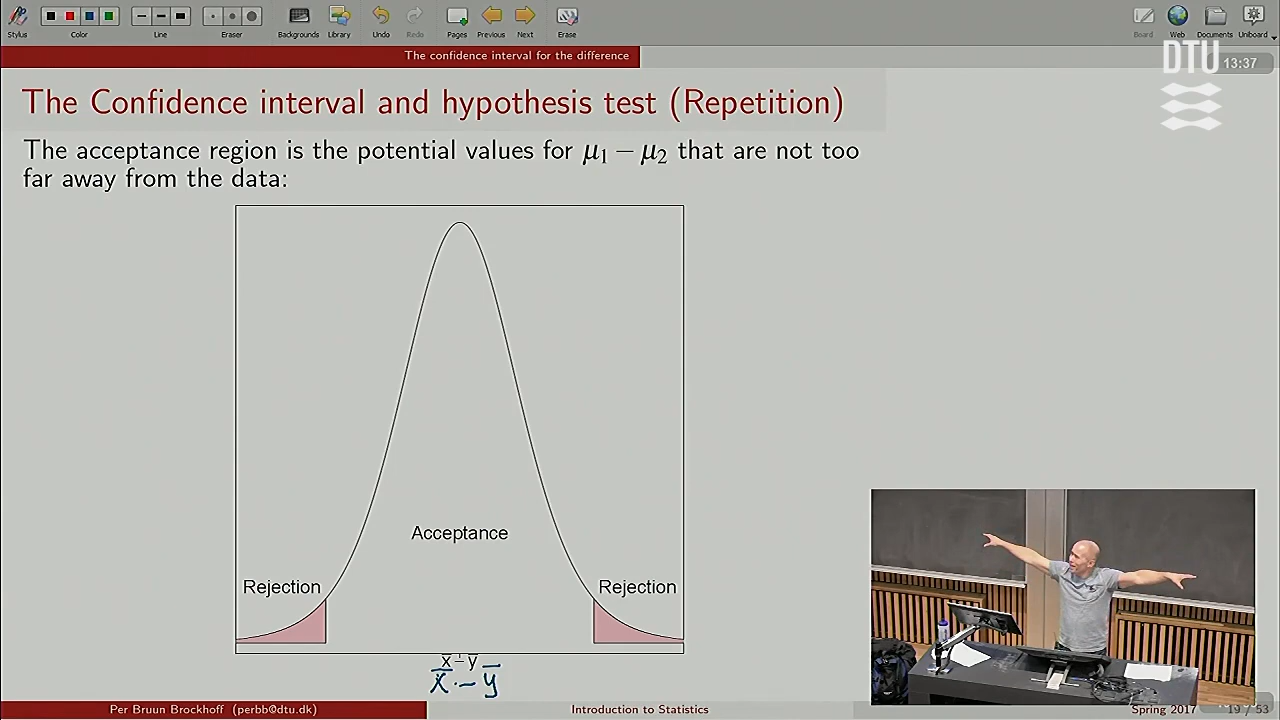 Stylus Color Line Eraser Backgrounds Library Undo Redo Pages Previous Next Erase Board Web Documents Uniboard
The confidence interval for the difference
DTU
13:37
The Confidence interval and hypothesis test (Repetition)
The acceptance region is the potential values for μ₁ − μ₂ that are not too
far away from the data:
Acceptance
Rejection
Rejection
x̄ − ȳ
x̄ − ȳ
Per Bruun Brockhoff (perbb@dtu.dk) Introduction to Statistics Spring 2017 19 / 53